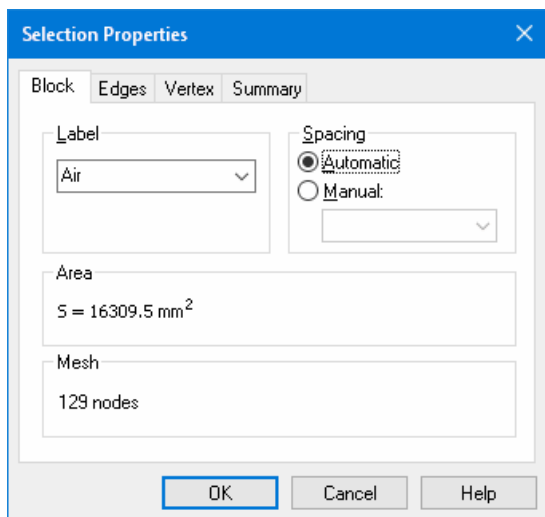 Selection Properties
Block Edges Vertex Summary
Label
Air
Spacing
Automatic
Manual:
Area
S = 16309.5 mm²
Mesh
129 nodes
OK Cancel Help